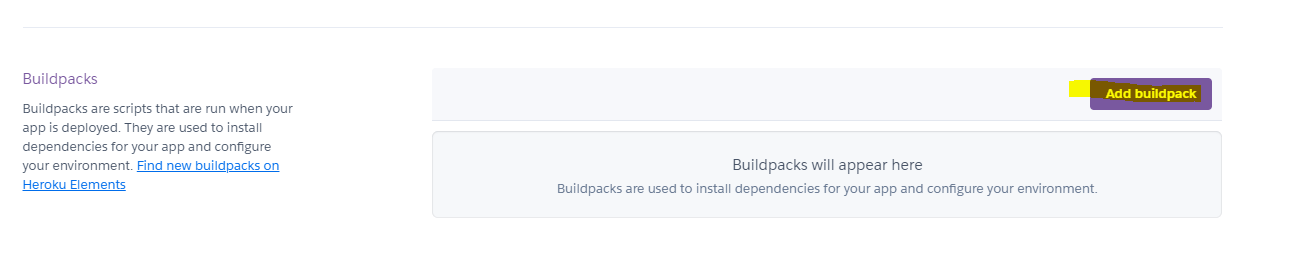 Buildpacks
Buildpacks are scripts that are run when your
app is deployed. They are used to install
dependencies for your app and configure
your environment. Find new buildpacks on
Heroku Elements
Add buildpack
Buildpacks will appear here
Buildpacks are used to install dependencies for your app and configure your environment.